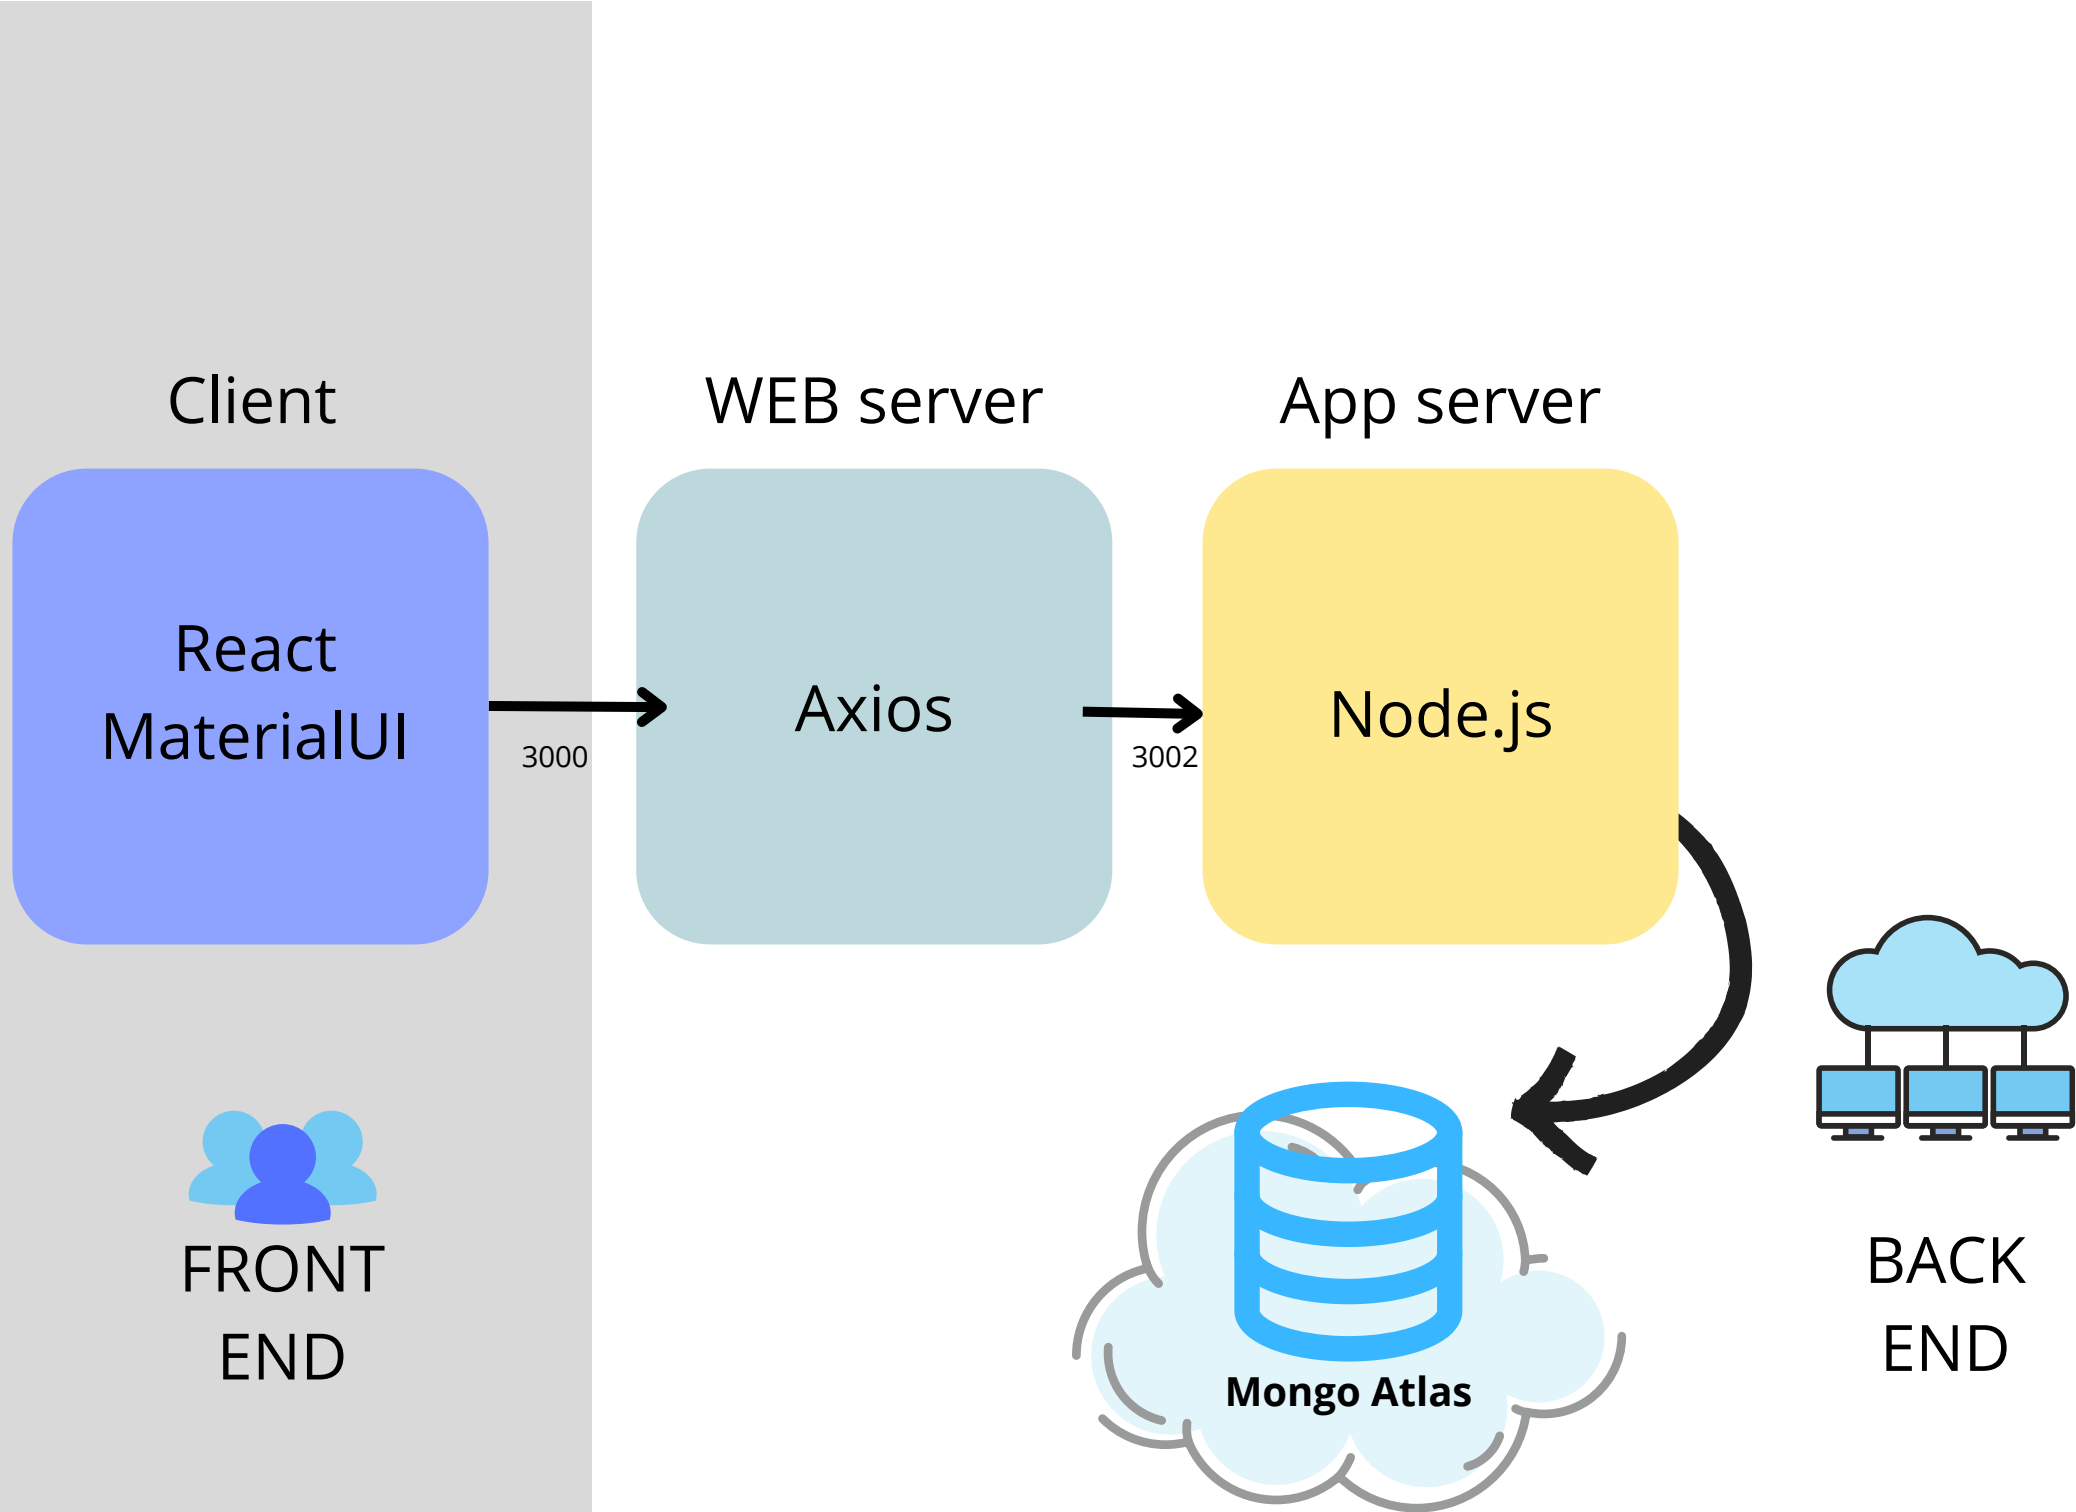 Client
WEB server
App server
React
MaterialUI
Axios
Node.js
3000
3002
Mongo Atlas
FRONT
END
BACK
END